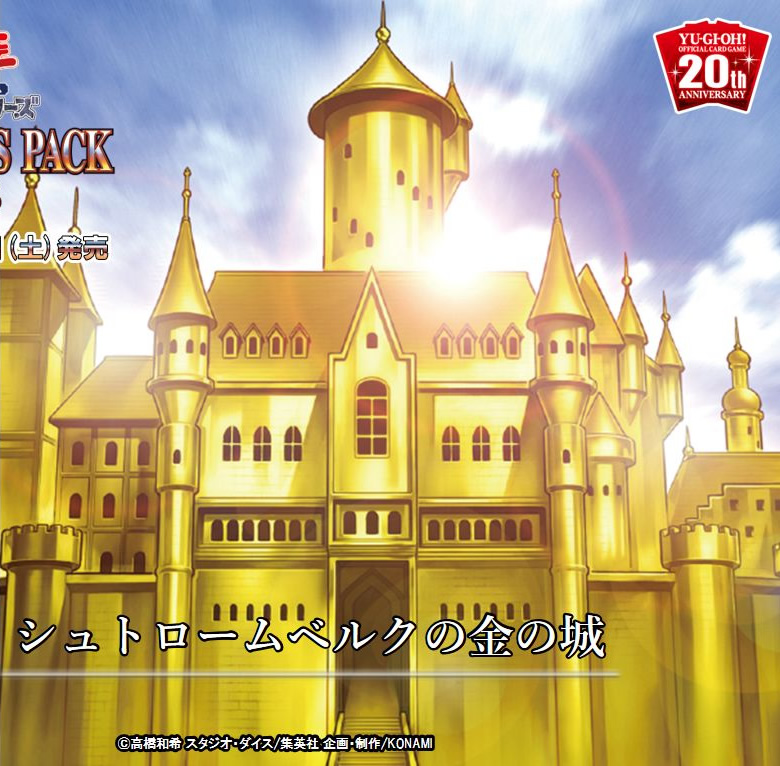 ーズ
S PACK
(土)発売
YU-GI-OH!
OFFICIAL CARD GAME
20th
ANNIVERSARY
シュトロームベルクの金の城
©高橋和希 スタジオ・ダイス/集英社 企画・制作/KONAMI